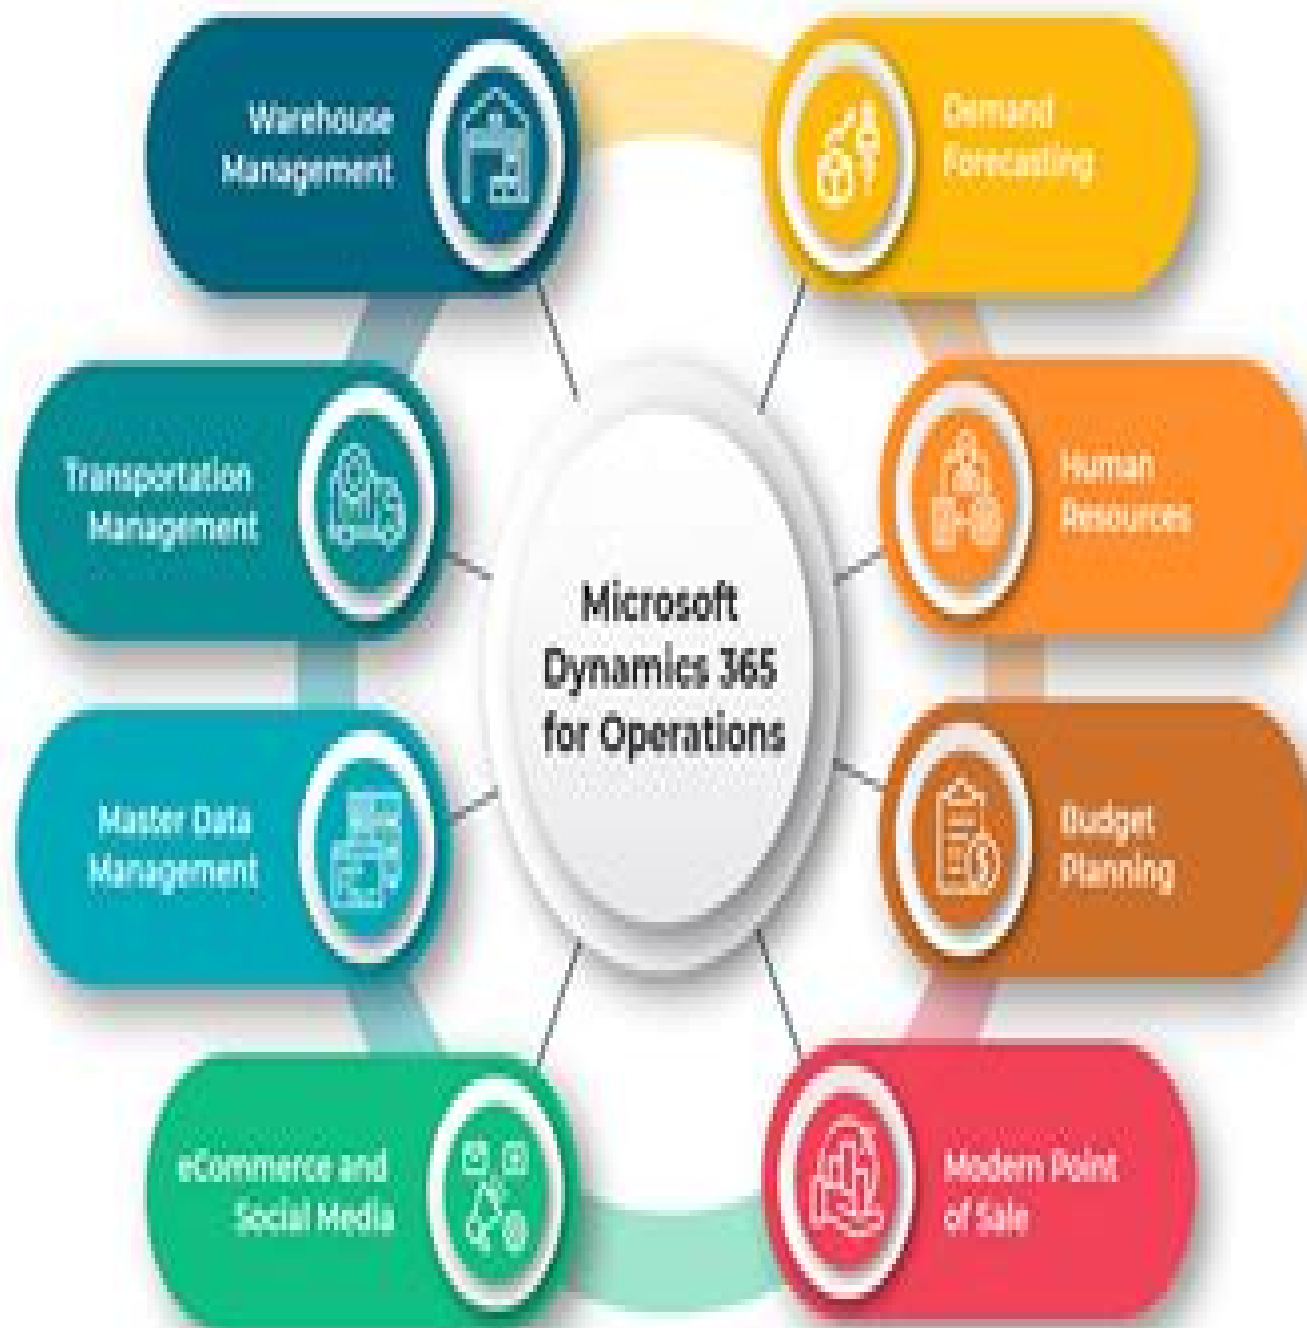 Warehouse
Management
Demand
Forecasting
Transportation
Management
Human
Resources
Microsoft
Dynamics 365
for Operations
Master Data
Management
Budget
Planning
eCommerce and
Social Media
Modern Point
of Sale